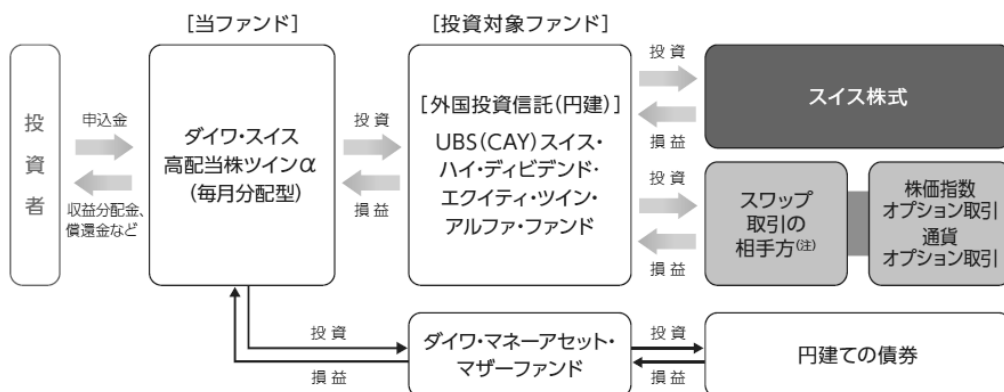 [当ファンド]
[投資対象ファンド]
投資者
申込金
収益分配金、
償還金など
ダイワ・スイス
高配当株ツインα
(毎月分配型)
投資
損益
[外国投資信託(円建)]
UBS(CAY)スイス・
ハイ・ディビデンド・
エクイティ・ツイン・
アルファ・ファンド
投資
損益
スイス株式
投資
損益
スワップ
取引の
相手方(注)
株価指数
オプション取引
通貨
オプション取引
投資
損益
ダイワ・マネーアセット・
マザーファンド
投資
損益
円建ての債券